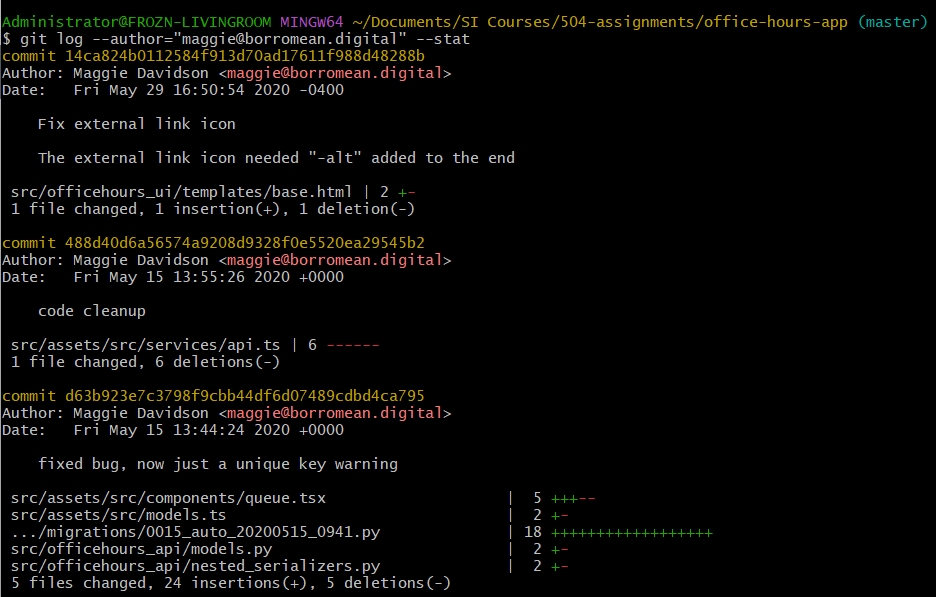 Administrator@FROZN-LIVINGROOM MINGW64 ~/Documents/SI Courses/504-assignments/office-hours-app (master)
$ git log --author="maggie@borromean.digital" --stat
commit 14ca824b0112584f913d70ad17611f988d48288b
Author: Maggie Davidson <maggie@borromean.digital>
Date:   Fri May 29 16:50:54 2020 -0400

    Fix external link icon

    The external link icon needed "-alt" added to the end

 src/officehours_ui/templates/base.html | 2 +-
 1 file changed, 1 insertion(+), 1 deletion(-)

commit 488d40d6a56574a9208d9328f0e5520ea29545b2
Author: Maggie Davidson <maggie@borromean.digital>
Date:   Fri May 15 13:55:26 2020 +0000

    code cleanup

 src/assets/src/services/api.ts | 6 ------
 1 file changed, 6 deletions(-)

commit d63b923e7c3798f9cbb44df6d07489cdbd4ca795
Author: Maggie Davidson <maggie@borromean.digital>
Date:   Fri May 15 13:44:24 2020 +0000

    fixed bug, now just a unique key warning

 src/assets/src/components/queue.tsx                    |  5 +++--
 src/assets/src/models.ts                               |  2 +-
 .../migrations/0015_auto_20200515_0941.py              | 18 ++++++++++++++++++
 src/officehours_api/models.py                          |  2 +-
 src/officehours_api/nested_serializers.py              |  2 +-
 5 files changed, 24 insertions(+), 5 deletions(-)